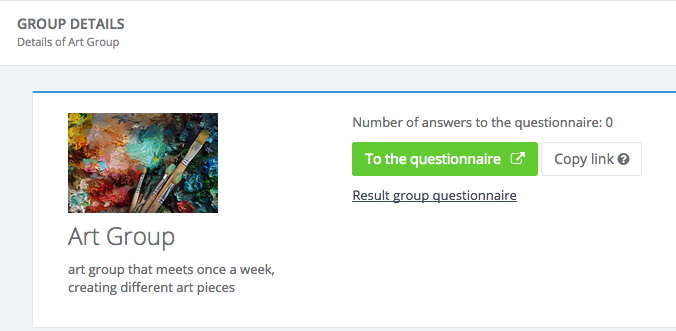 GROUP DETAILS
Details of Art Group
Number of answers to the questionnaire: 0
To the questionnaire
Copy link
Result group questionnaire
Art Group
art group that meets once a week,
creating different art pieces